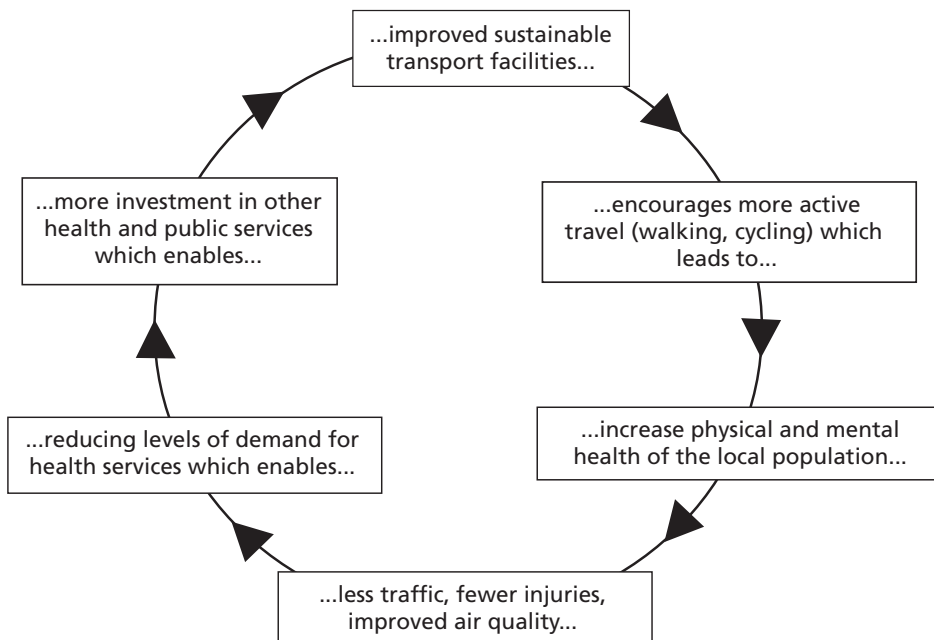 ...improved sustainable
transport facilities...
...encourages more active
travel (walking, cycling) which
leads to...
...increase physical and mental
health of the local population...
...less traffic, fewer injuries,
improved air quality...
...reducing levels of demand for
health services which enables...
...more investment in other
health and public services
which enables...